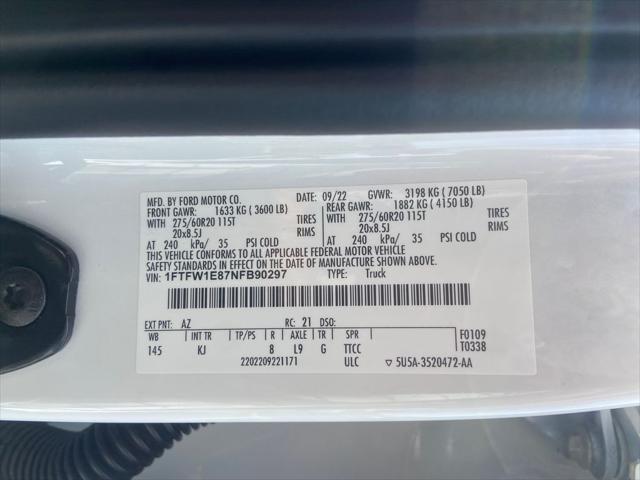 MFD. BY FORD MOTOR CO. DATE: 09/22 GVWR: 3198 KG ( 7050 LB)
FRONT GAWR: 1633 KG ( 3600 LB) REAR GAWR: 1882 KG ( 4150 LB)
WITH 275/60R20 115T TIRES WITH 275/60R20 115T TIRES
20x8.5J RIMS 20x8.5J RIMS
AT 240 kPa/ 35 PSI COLD AT 240 kPa/ 35 PSI COLD
THIS VEHICLE CONFORMS TO ALL APPLICABLE FEDERAL MOTOR VEHICLE
SAFETY STANDARDS IN EFFECT ON THE DATE OF MANUFACTURE SHOWN ABOVE.
VIN: 1FTFW1E87NFB90297 TYPE: Truck
EXT PNT: AZ RC: 21 DSO: F0109
WB INT TR TP/PS R AXLE TR SPR T0338
145 KJ 8 L9 G TTCC
2202209221171 ULC ▽ 5U5A-3520472-AA